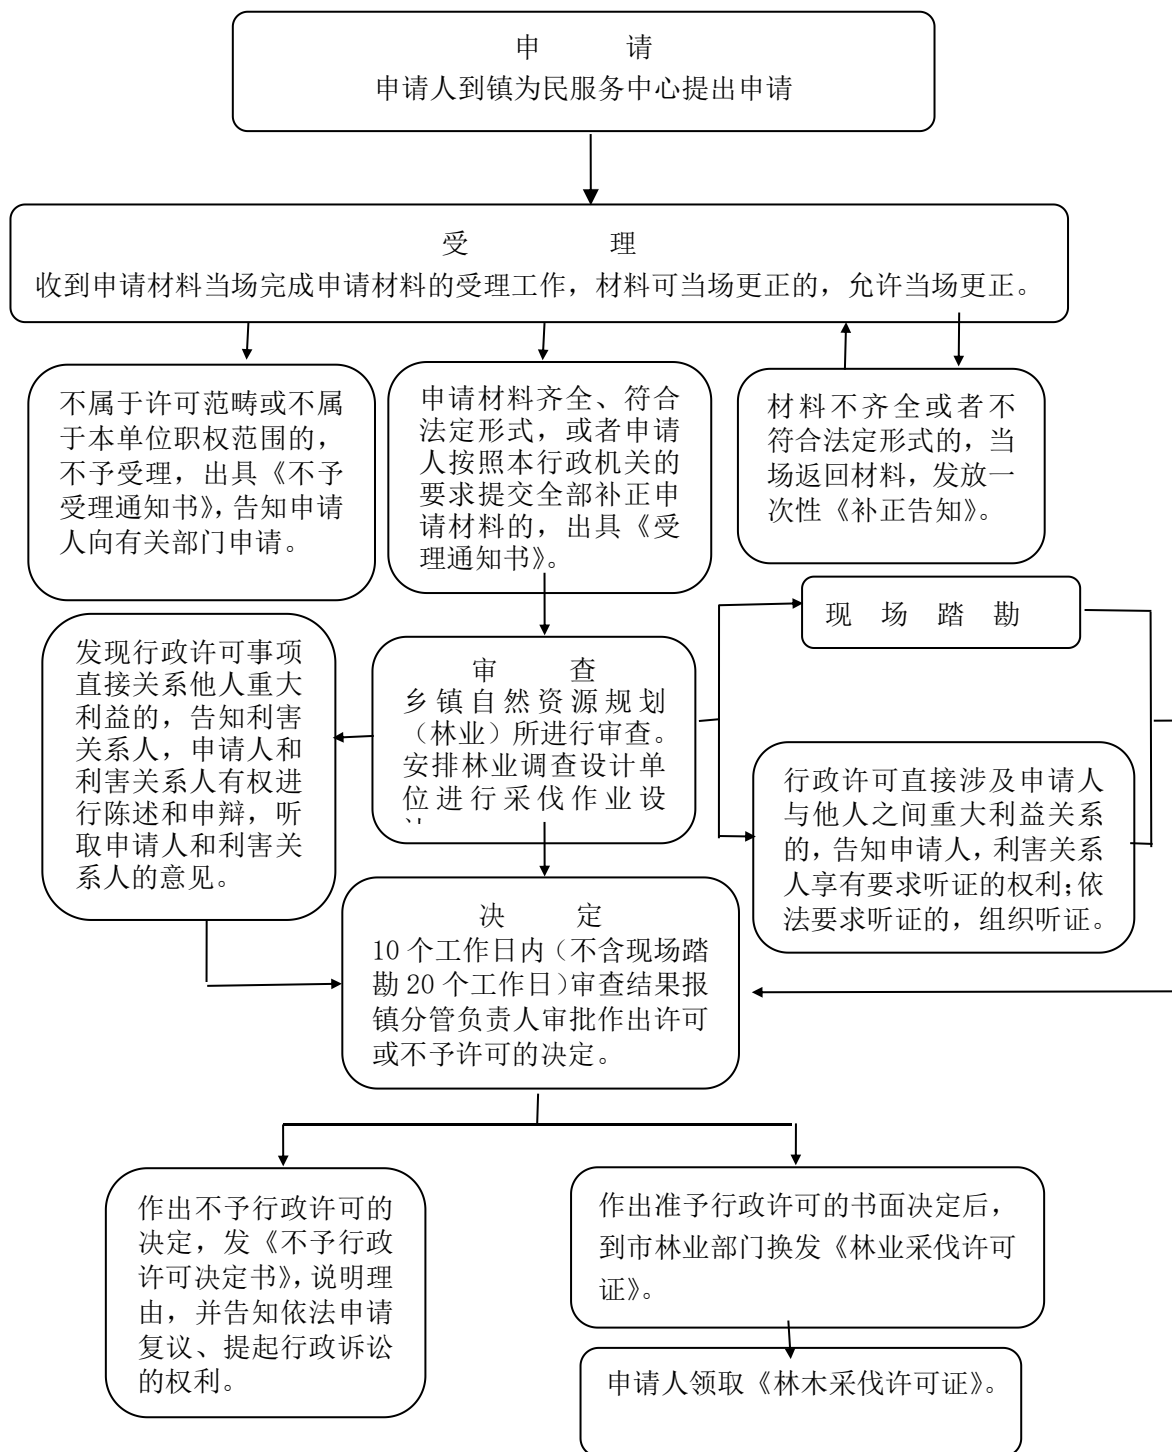 申 请
申请人到镇为民服务中心提出申请
受 理
收到申请材料当场完成申请材料的受理工作，材料可当场更正的，允许当场更正。
不属于许可范畴或不属
于本单位职权范围的，
不予受理，出具《不予
受理通知书》，告知申请
人向有关部门申请。
申请材料齐全、符合
法定形式，或者申请
人按照本行政机关的
要求提交全部补正申
请材料的，出具《受
理通知书》。
材料不齐全或者不
符合法定形式的，当
场返回材料，发放一
次性《补正告知》。
现 场 踏 勘
发现行政许可事项
直接关系他人重大
利益的，告知利害
关系人，申请人和
利害关系人有权进
行陈述和申辩，听
取申请人和利害关
系人的意见。
审 查
乡镇自然资源规划
（林业）所进行审查。
安排林业调查设计单
位进行采伐作业设
行政许可直接涉及申请人
与他人之间重大利益关系
的，告知申请人，利害关系
人享有要求听证的权利；依
法要求听证的，组织听证。
决 定
10 个工作日内（不含现场踏
勘 20 个工作日）审查结果报
镇分管负责人审批作出许可
或不予许可的决定。
作出不予行政许可的
决定，发《不予行政
许可决定书》，说明理
由，并告知依法申请
复议、提起行政诉讼
的权利。
作出准予行政许可的书面决定后，
到市林业部门换发《林业采伐许可
证》。
申请人领取《林木采伐许可证》。